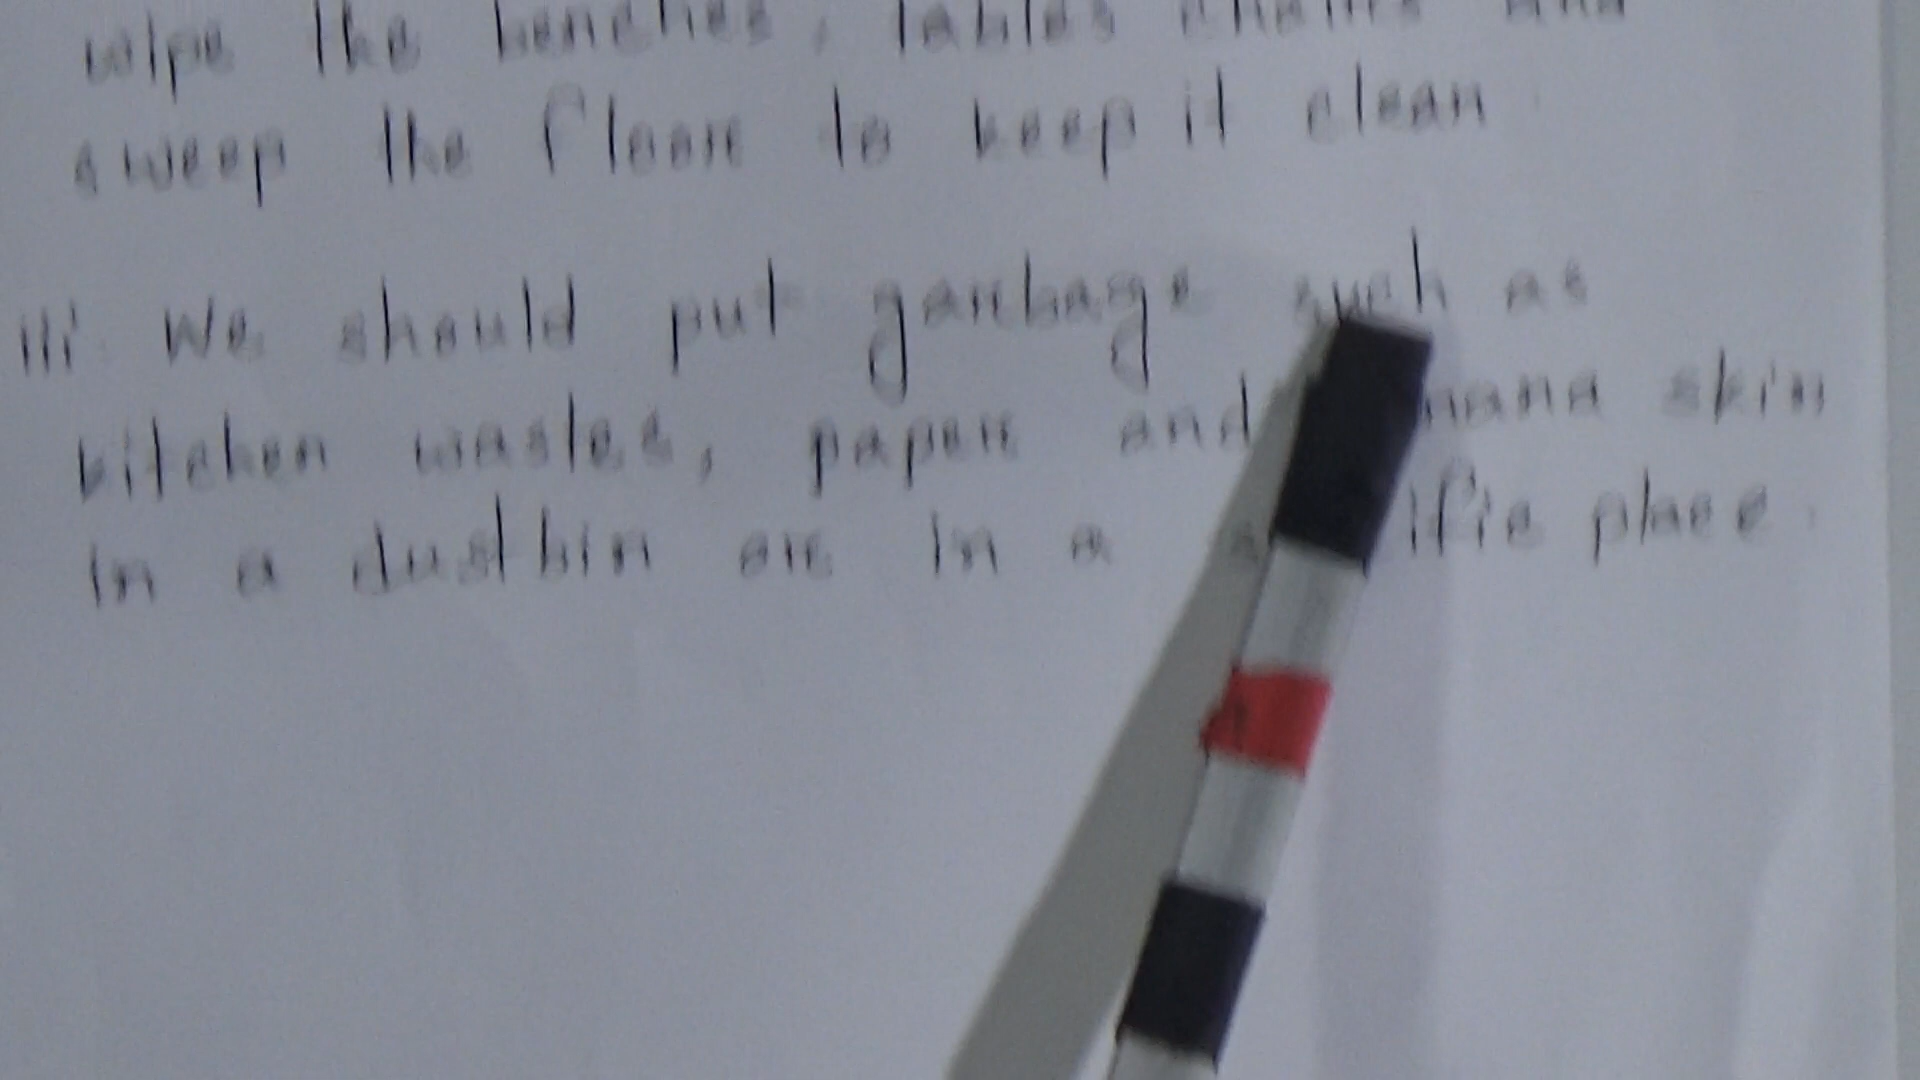 wipe the benches, tables chairs and
sweep the floor to keep it clean.
iii. We should put garbage such as
kitchen wastes, paper and skin
in a dustbin or in a place.